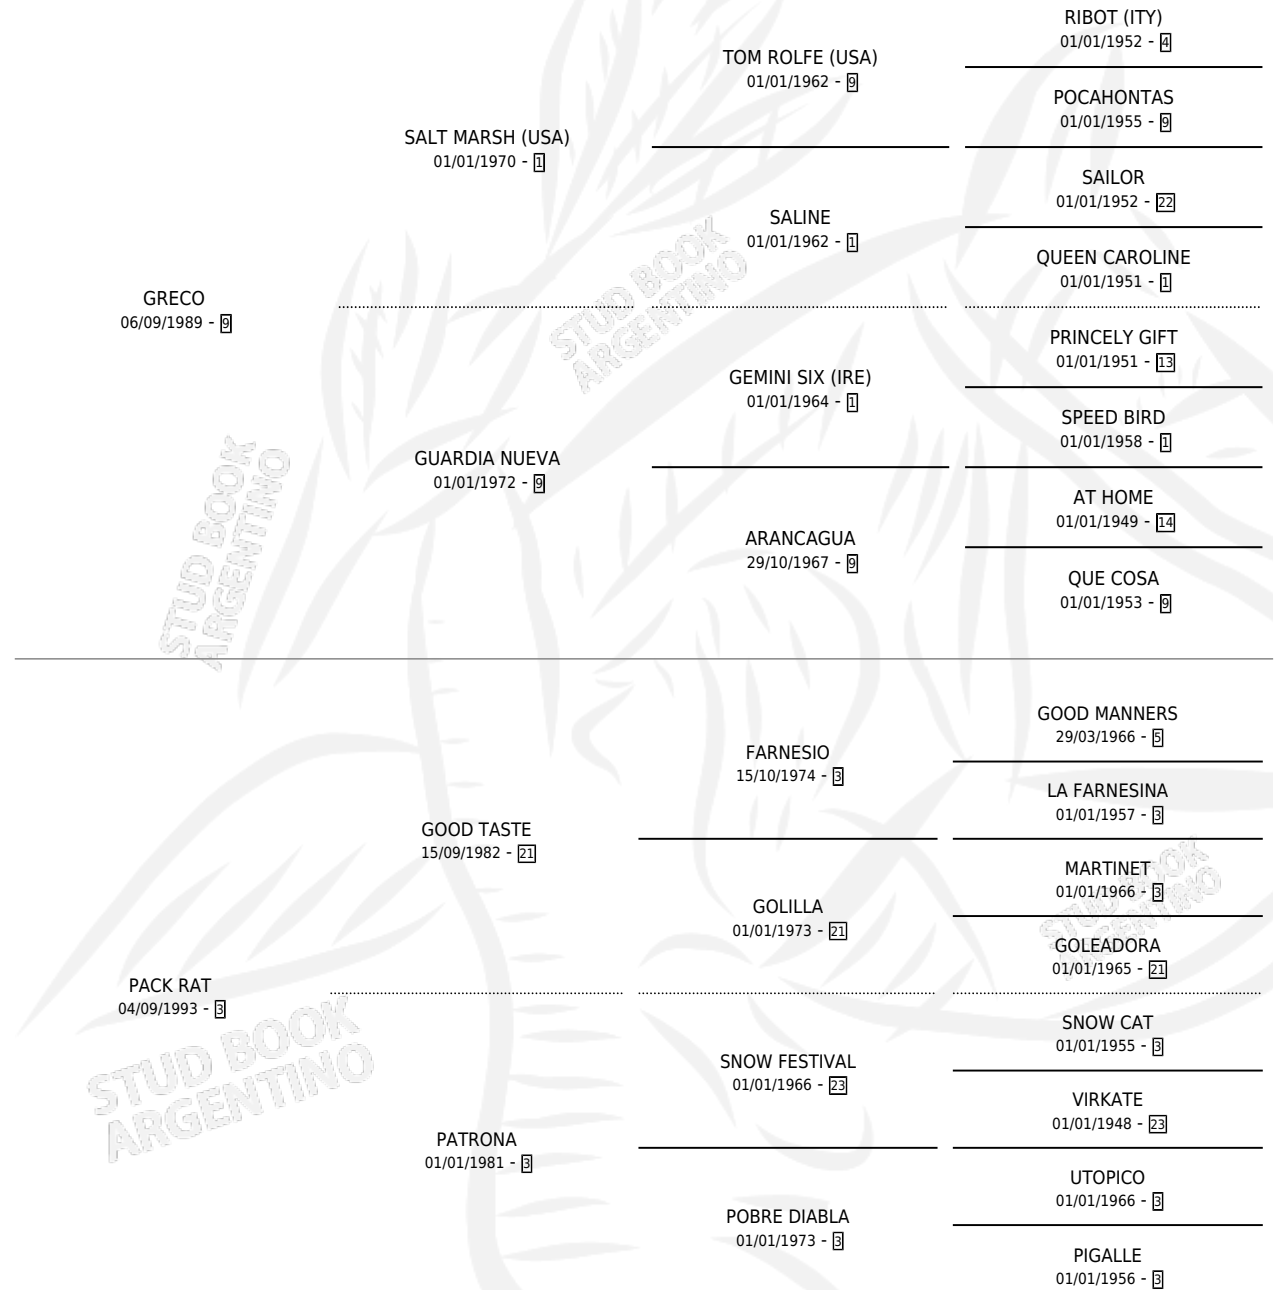 RIBOT (ITY)
01/01/1952 - 4
TOM ROLFE (USA)
01/01/1962 - 9
POCAHONTAS
01/01/1955 - 9
SALT MARSH (USA)
01/01/1970 - 1
SAILOR
01/01/1952 - 22
SALINE
01/01/1962 - 1
QUEEN CAROLINE
01/01/1951 - 1
GRECO
06/09/1989 - 9
STUD BOOK
ARGENTINO
PRINCELY GIFT
01/01/1951 - 13
GEMINI SIX (IRE)
01/01/1964 - 1
SPEED BIRD
01/01/1958 - 1
GUARDIA NUEVA
01/01/1972 - 9
AT HOME
01/01/1949 - 14
ARANCAGUA
29/10/1967 - 9
QUE COSA
01/01/1953 - 9
STUD BOOK
ARGENTINO
GOOD MANNERS
29/03/1966 - 5
FARNESIO
15/10/1974 - 3
LA FARNESINA
01/01/1957 - 3
GOOD TASTE
15/09/1982 - 21
MARTINET
01/01/1966 - 3
GOLILLA
01/01/1973 - 21
STUD BOOK
ARGENTINO
GOLEADORA
01/01/1965 - 21
PACK RAT
04/09/1993 - 3
SNOW CAT
01/01/1955 - 3
SNOW FESTIVAL
01/01/1966 - 23
VIRKATE
01/01/1948 - 23
STUD BOOK
ARGENTINO
PATRONA
01/01/1981 - 3
UTOPICO
01/01/1966 - 3
POBRE DIABLA
01/01/1973 - 3
PIGALLE
01/01/1956 - 3